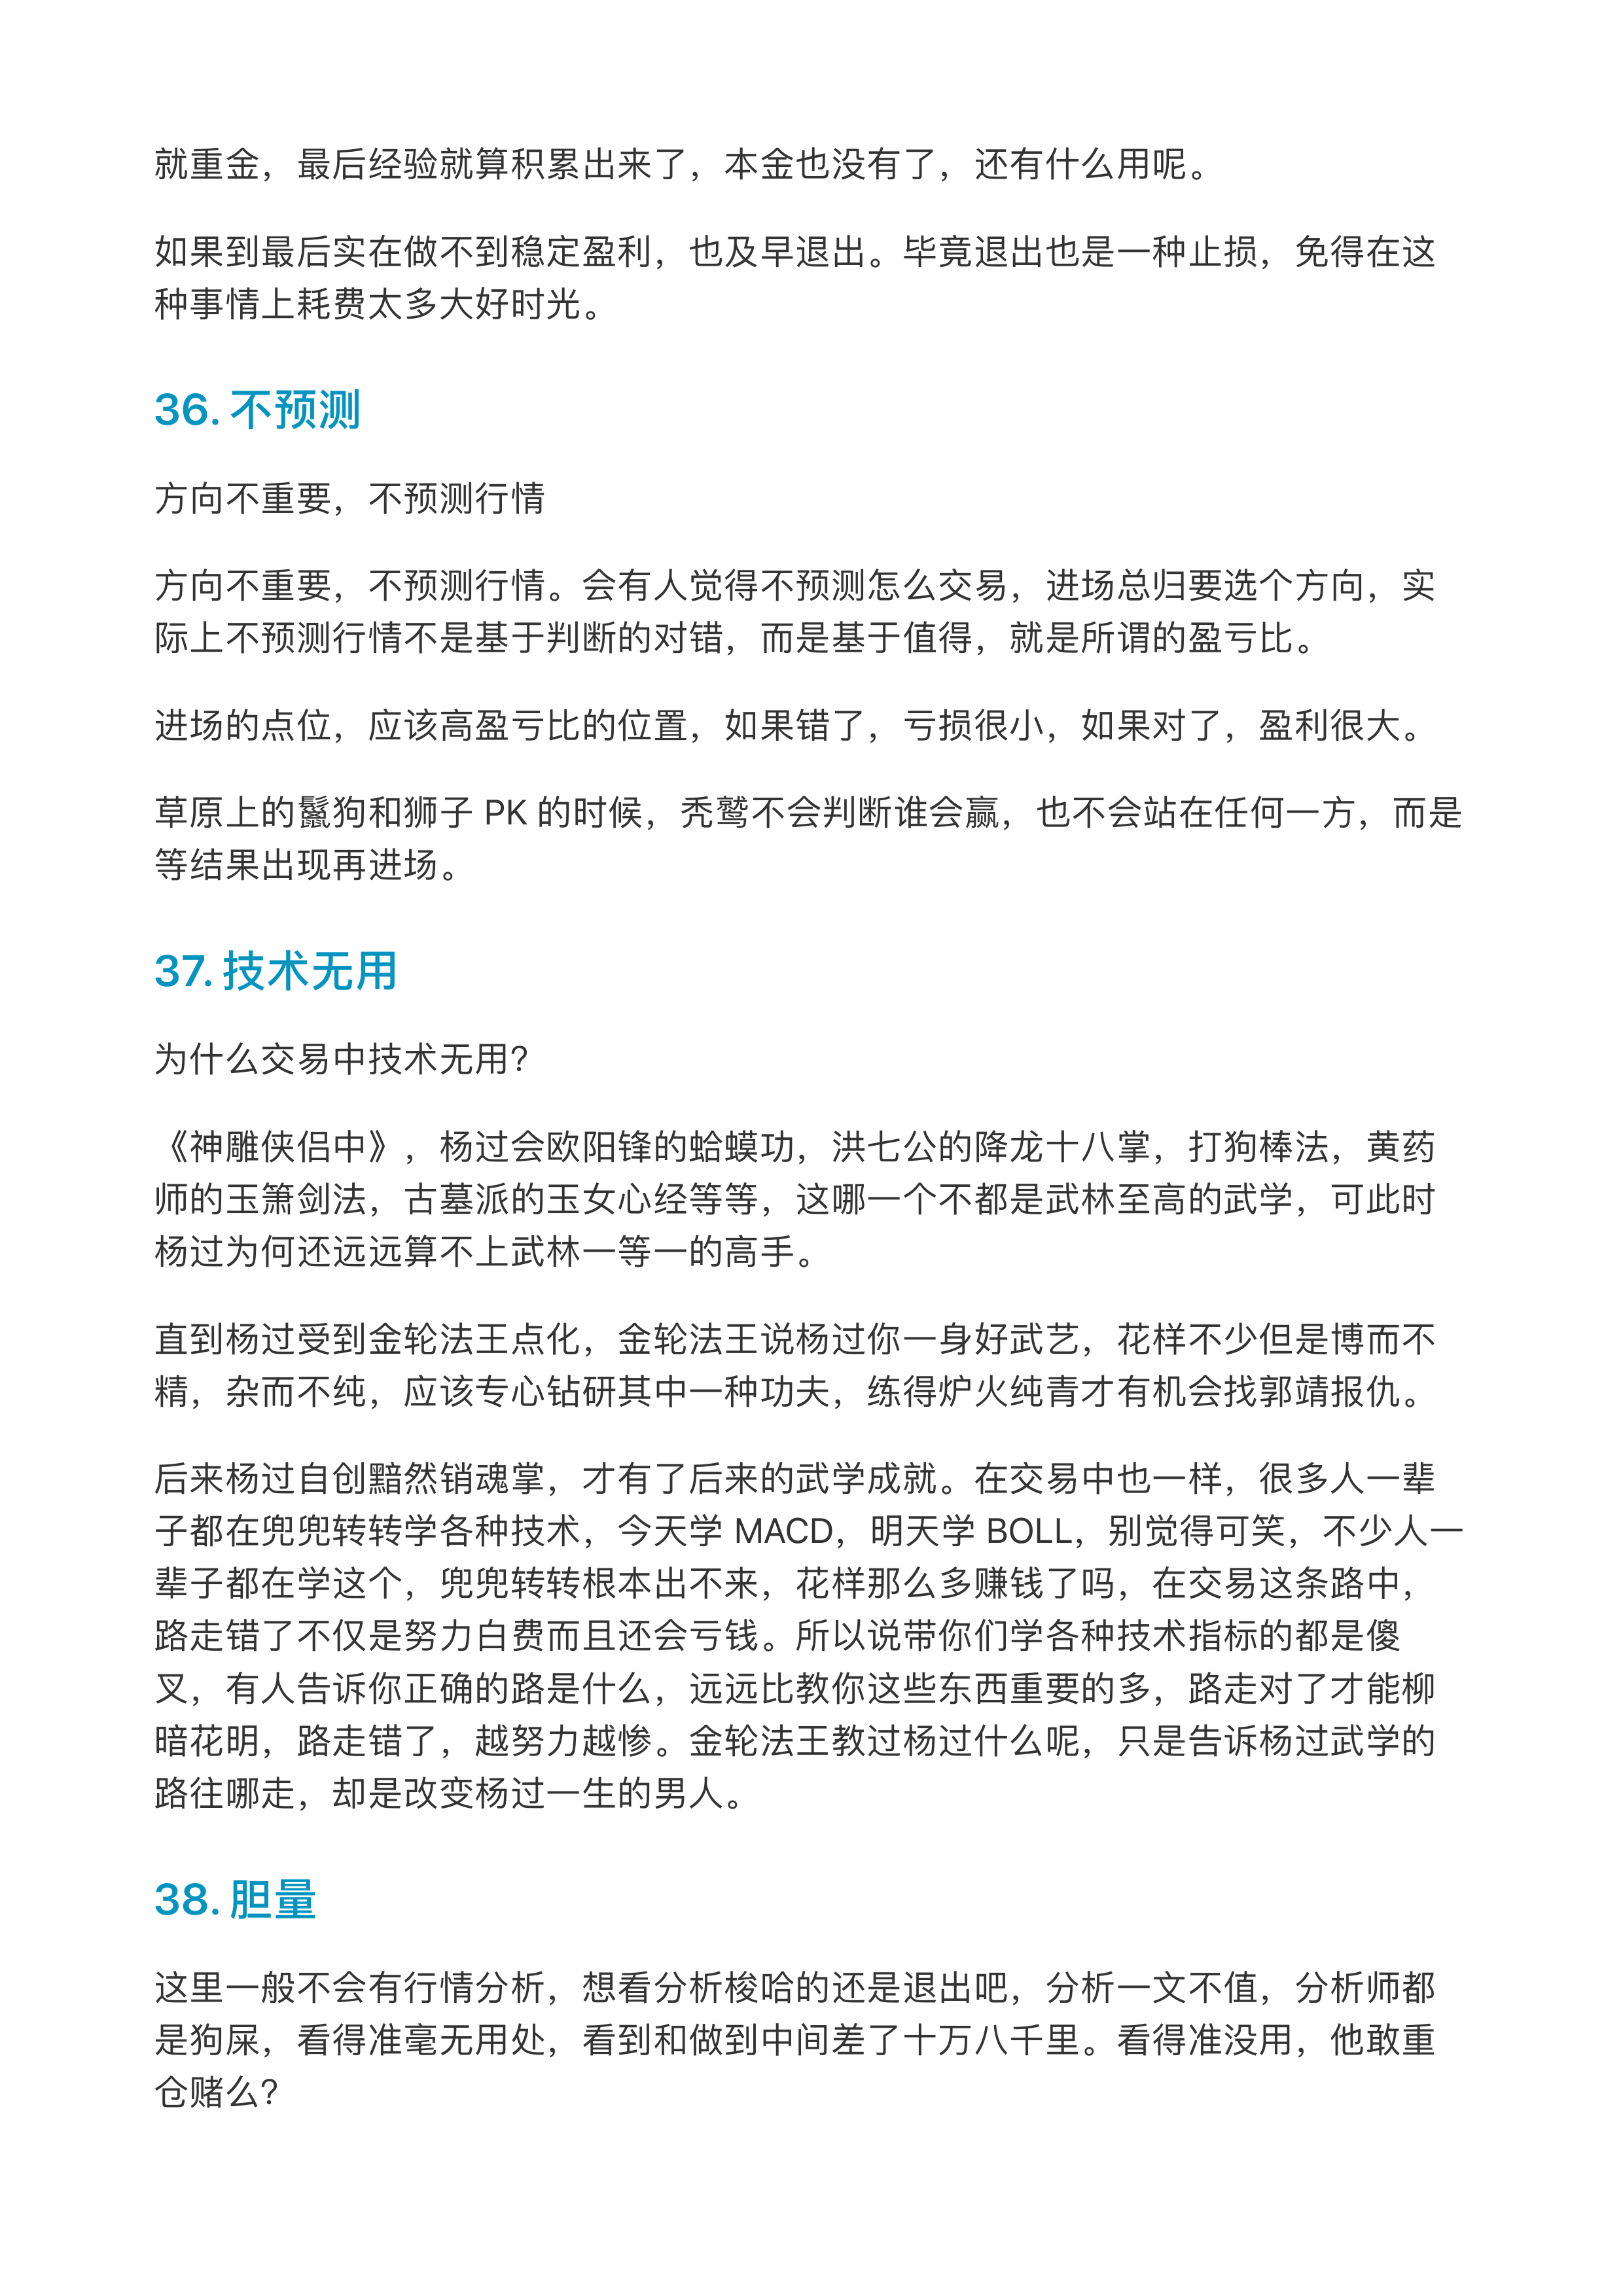 就重金，最后经验就算积累出来了，本金也没有了，还有什么用呢。
如果到最后实在做不到稳定盈利，也及早退出。毕竟退出也是一种止损，免得在这
种事情上耗费太多大好时光。
36. 不预测
方向不重要，不预测行情
方向不重要，不预测行情。会有人觉得不预测怎么交易，进场总归要选个方向，实
际上不预测行情不是基于判断的对错，而是基于值得，就是所谓的盈亏比。
进场的点位，应该高盈亏比的位置，如果错了，亏损很小，如果对了，盈利很大。
草原上的鬣狗和狮子 PK 的时候，秃鹫不会判断谁会赢，也不会站在任何一方，而是
等结果出现再进场。
37. 技术无用
为什么交易中技术无用？
《神雕侠侣中》，杨过会欧阳锋的蛤蟆功，洪七公的降龙十八掌，打狗棒法，黄药
师的玉箫剑法，古墓派的玉女心经等等，这哪一个不都是武林至高的武学，可此时
杨过为何还远远算不上武林一等一的高手。
直到杨过受到金轮法王点化，金轮法王说杨过你一身好武艺，花样不少但是博而不
精，杂而不纯，应该专心钻研其中一种功夫，练得炉火纯青才有机会找郭靖报仇。
后来杨过自创黯然销魂掌，才有了后来的武学成就。在交易中也一样，很多人一辈
子都在兜兜转转学各种技术，今天学 MACD，明天学 BOLL，别觉得可笑，不少人一
辈子都在学这个，兜兜转转根本出不来，花样那么多赚钱了吗，在交易这条路中，
路走错了不仅是努力白费而且还会亏钱。所以说带你们学各种技术指标的都是傻
叉，有人告诉你正确的路是什么，远远比教你这些东西重要的多，路走对了才能柳
暗花明，路走错了，越努力越惨。金轮法王教过杨过什么呢，只是告诉杨过武学的
路往哪走，却是改变杨过一生的男人。
38. 胆量
这里一般不会有行情分析，想看分析梭哈的还是退出吧，分析一文不值，分析师都
是狗屎，看得准毫无用处，看到和做到中间差了十万八千里。看得准没用，他敢重
仓赌么？